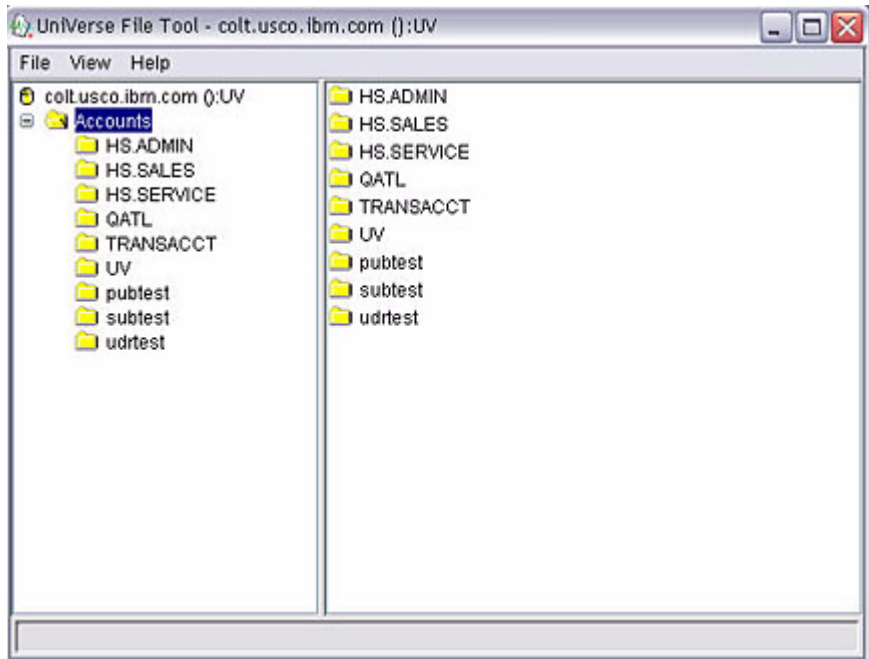 UniVerse File Tool - colt.usco.ibm.com ():UV
File View Help
colt.usco.ibm.com ():UV
Accounts
HS.ADMIN
HS.SALES
HS.SERVICE
QATL
TRANSACCT
UV
pubtest
subtest
udrtest
HS.ADMIN
HS.SALES
HS.SERVICE
QATL
TRANSACCT
UV
pubtest
subtest
udrtest